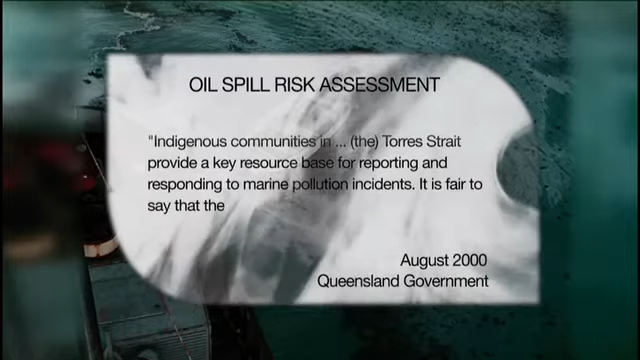 OIL SPILL RISK ASSESSMENT
"Indigenous communities in ... (the) Torres Strait
provide a key resource base for reporting and
responding to marine pollution incidents. It is fair to
say that the
August 2000
Queensland Government